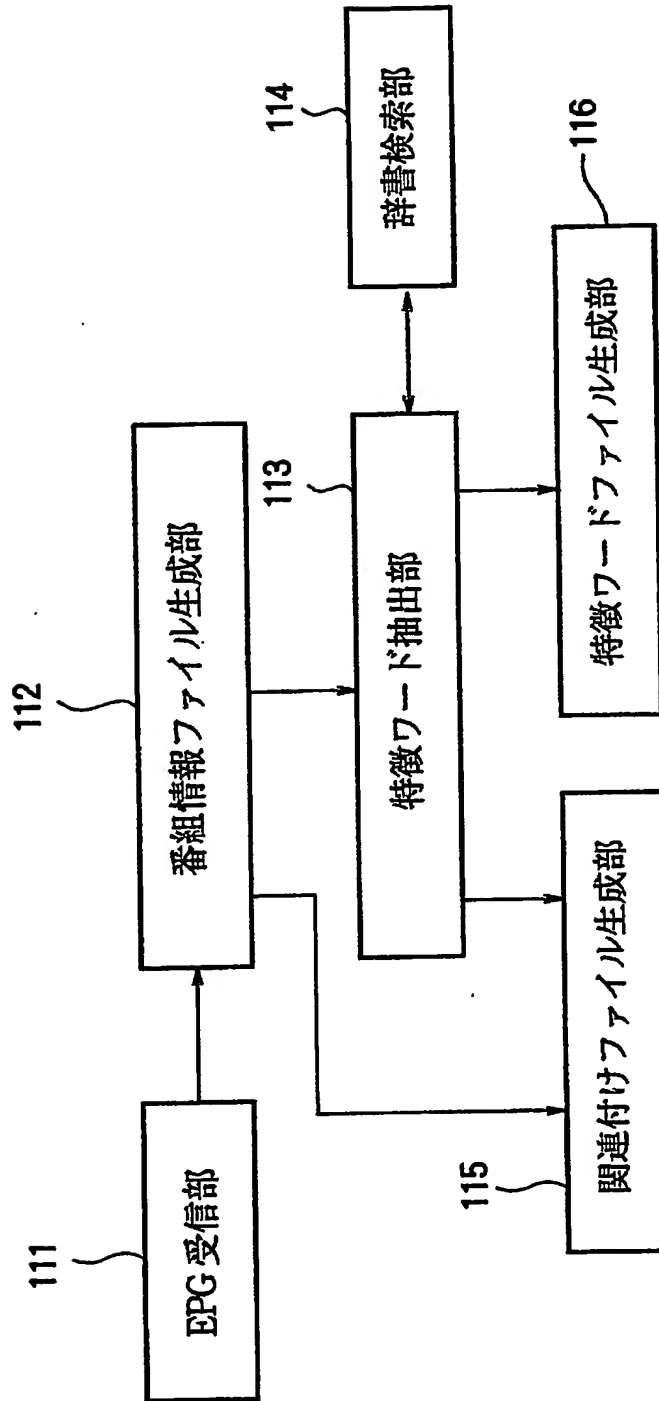 111
EPG受信部
112
番組情報ファイル生成部
113
特徴ワード抽出部
114
辞書検索部
115
関連付けファイル生成部
116
特徴ワードファイル生成部